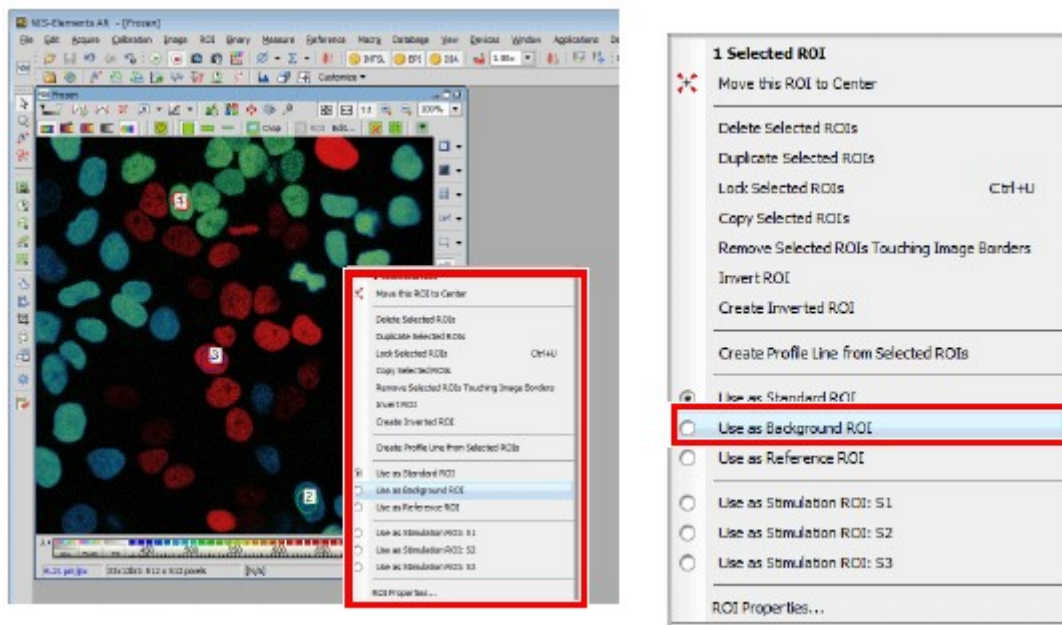 NIS-Elements AR - [Frozen]
File Edit Acquire Calibration Image ROI Binary Measure Reference Macro Database View Devices Window Applications
Customize
Frozen
1:1 100%
Crop ROI Edit...
1
3
2
Move this ROI to Center
Delete Selected ROIs
Duplicate Selected ROIs
Lock Selected ROIs Ctrl+U
Copy Selected ROIs
Remove Selected ROIs Touching Image Borders
Invert ROI
Create Inverted ROI
Create Profile Line from Selected ROIs
Use as Standard ROI
Use as Background ROI
Use as Reference ROI
Use as Stimulation ROI: S1
Use as Stimulation ROI: S2
Use as Stimulation ROI: S3
ROI Properties...
512 x 512 pixels
1 Selected ROI
Move this ROI to Center
Delete Selected ROIs
Duplicate Selected ROIs
Lock Selected ROIs Ctrl+U
Copy Selected ROIs
Remove Selected ROIs Touching Image Borders
Invert ROI
Create Inverted ROI
Create Profile Line from Selected ROIs
Use as Standard ROI
Use as Background ROI
Use as Reference ROI
Use as Stimulation ROI: S1
Use as Stimulation ROI: S2
Use as Stimulation ROI: S3
ROI Properties...